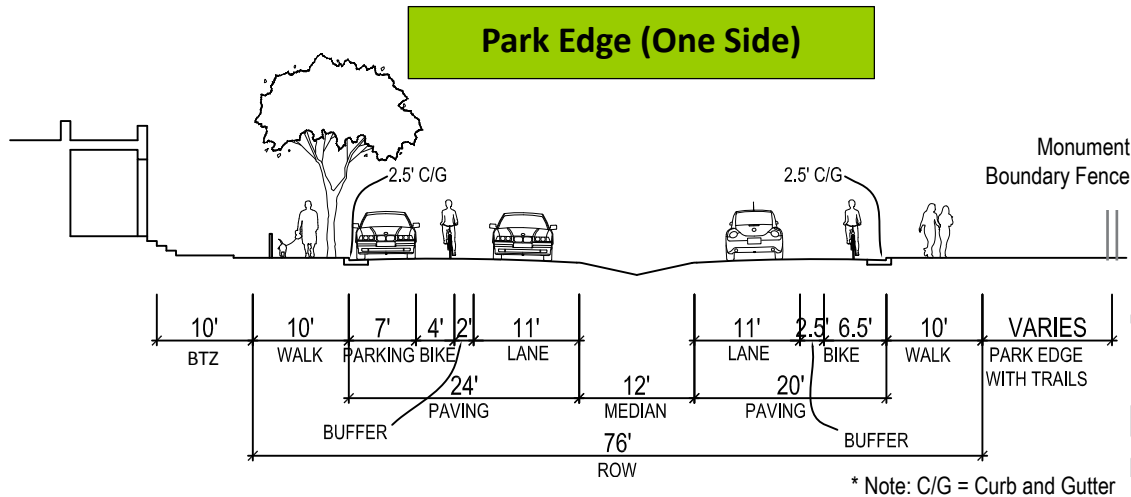 Park Edge (One Side)
Monument
Boundary Fence
2.5' C/G
2.5' C/G
10'
10'
7'
4'
2'
11'
11'
2.5'
6.5'
10'
VARIES
BTZ
WALK
PARKING
BIKE
LANE
LANE
BIKE
WALK
PARK EDGE
WITH TRAILS
24'
12'
20'
PAVING
MEDIAN
PAVING
BUFFER
BUFFER
76'
ROW
* Note: C/G = Curb and Gutter